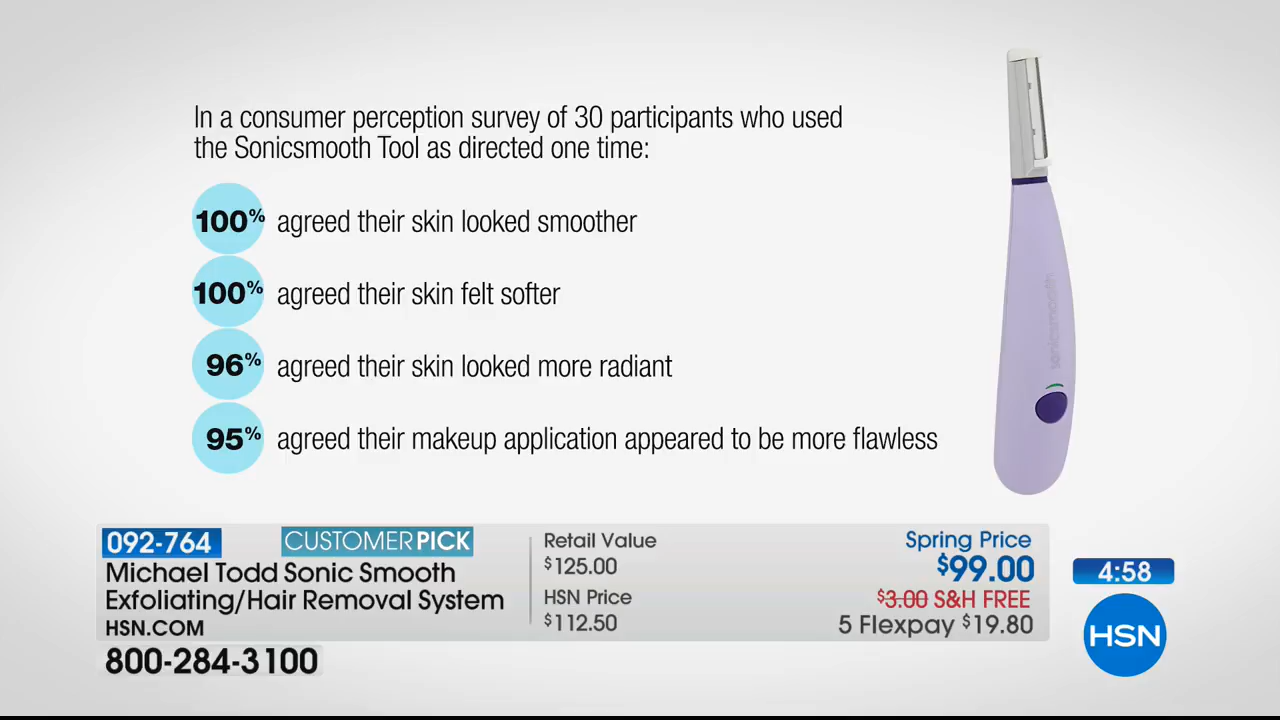 In a consumer perception survey of 30 participants who used
the Sonicsmooth Tool as directed one time:
100% agreed their skin looked smoother
100% agreed their skin felt softer
96% agreed their skin looked more radiant
95% agreed their makeup application appeared to be more flawless
sonicsmooth
092-764 CUSTOMER PICK
Michael Todd Sonic Smooth
Exfoliating/Hair Removal System
HSN.COM
800-284-3100
Retail Value
$125.00
HSN Price
$112.50
Spring Price
$99.00
$3.00 S&H FREE
5 Flexpay $19.80
4:58
HSN